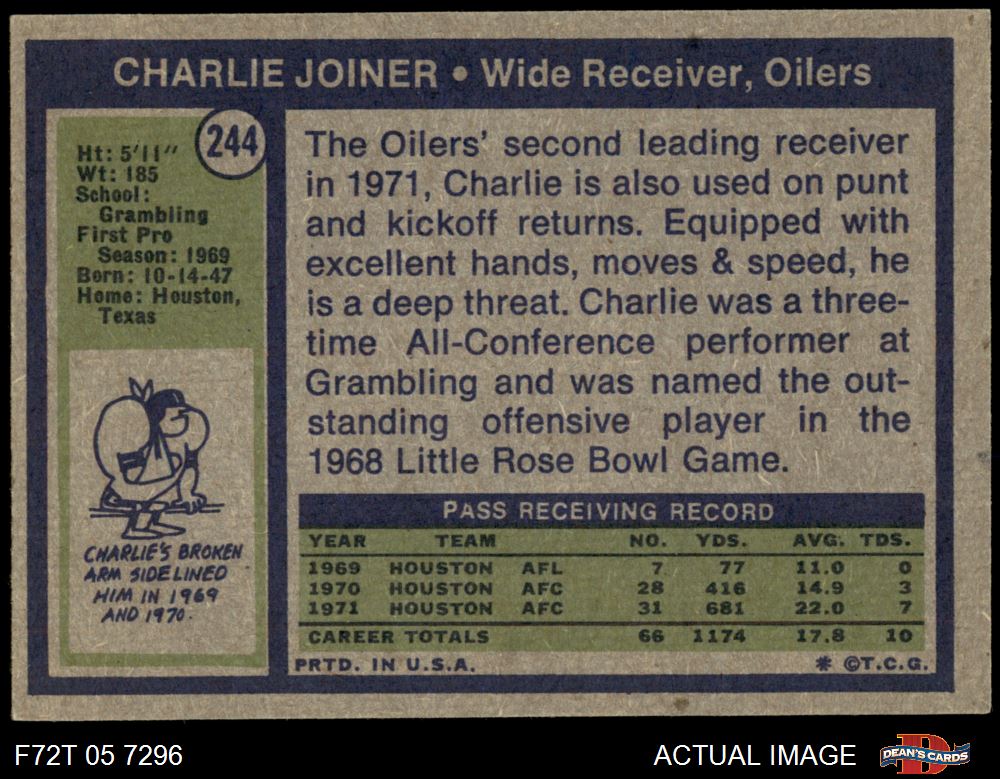 CHARLIE JOINER • Wide Receiver, Oilers
244
Ht: 5'11"
Wt: 185
School:
Grambling
First Pro
Season: 1969
Born: 10-14-47
Home: Houston,
Texas
CHARLIE'S BROKEN
ARM SIDELINED
HIM IN 1969
AND 1970.
The Oilers' second leading receiver
in 1971, Charlie is also used on punt
and kickoff returns. Equipped with
excellent hands, moves & speed, he
is a deep threat. Charlie was a three-
time All-Conference performer at
Grambling and was named the out-
standing offensive player in the
1968 Little Rose Bowl Game.
PASS RECEIVING RECORD
YEAR TEAM NO. YDS. AVG. TDS.
1969 HOUSTON AFL 7 77 11.0 0
1970 HOUSTON AFC 28 416 14.9 3
1971 HOUSTON AFC 31 681 22.0 7
CAREER TOTALS 66 1174 17.8 10
PRTD. IN U.S.A. * ©T.C.G.
F72T 05 7296 ACTUAL IMAGE DEAN'S CARDS